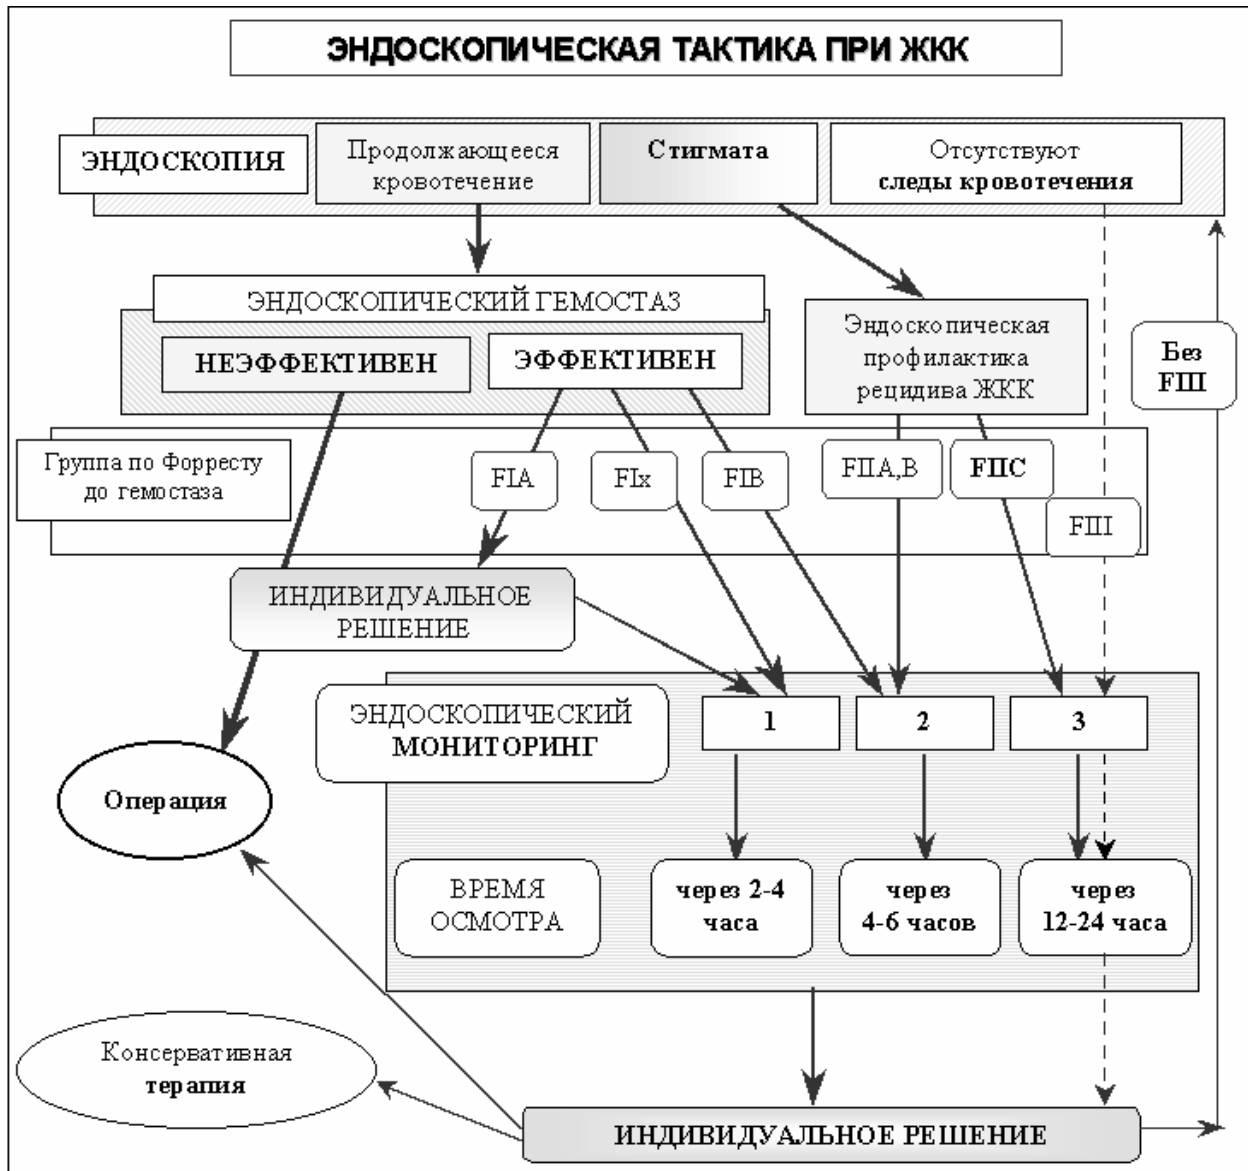 ЭНДОСКОПИЧЕСКАЯ ТАКТИКА ПРИ ЖКК
ЭНДОСКОПИЯ
Продолжающееся
кровотечение
Стигмата
Отсутствуют
следы кровотечения
ЭНДОСКОПИЧЕСКИЙ ГЕМОСТАЗ
НЕЭФФЕКТИВЕН
ЭФФЕКТИВЕН
Эндоскопическая
профилактика
рецидива ЖКК
Без
FIII
Группа по Форресту
до гемостаза
FIA
FIx
FIB
FIIA,B
FIIC
FIII
ИНДИВИДУАЛЬНОЕ
РЕШЕНИЕ
ЭНДОСКОПИЧЕСКИЙ
МОНИТОРИНГ
1
2
3
Операция
ВРЕМЯ
ОСМОТРА
через 2-4
часа
через
4-6 часов
через
12-24 часа
Консервативная
терапия
ИНДИВИДУАЛЬНОЕ РЕШЕНИЕ